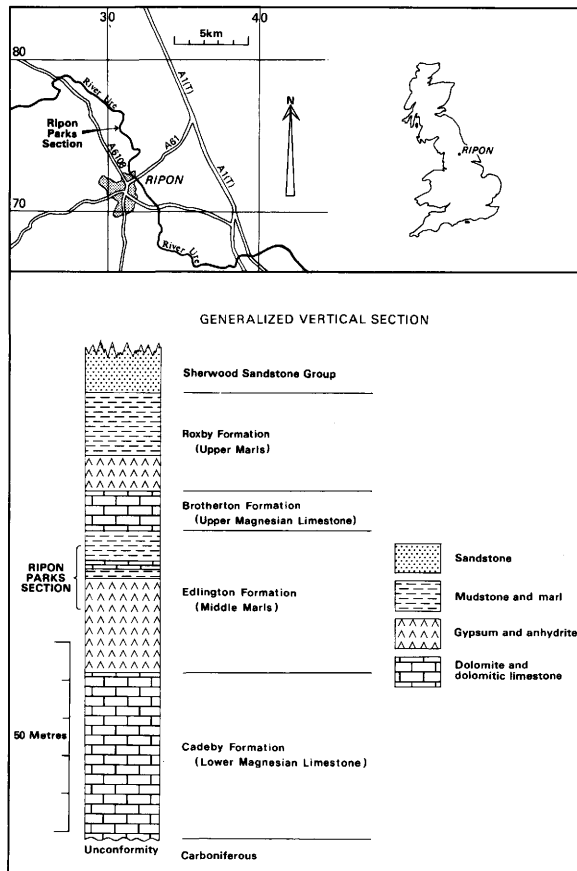 30
40
5km
80
River Ure
A1(T)
Ripon
Parks
Section
A6108
A61
N
RIPON
RIPON
A1(T)
70
River Ure
GENERALIZED VERTICAL SECTION
Sherwood Sandstone Group
Roxby Formation
(Upper Marls)
Brotherton Formation
(Upper Magnesian Limestone)
RIPON
PARKS
SECTION
Edlington Formation
(Middle Marls)
Sandstone
Mudstone and marl
Gypsum and anhydrite
Dolomite and
dolomitic limestone
50 Metres
Cadeby Formation
(Lower Magnesian Limestone)
Unconformity
Carboniferous